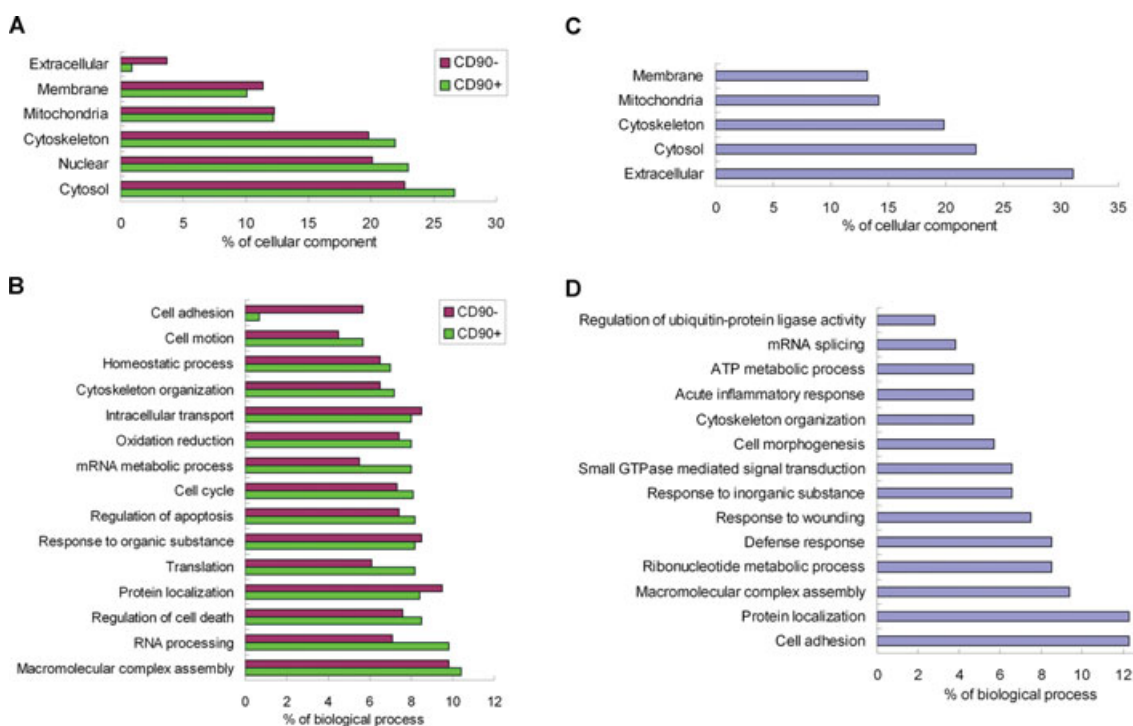 A
Extracellular
Membrane
Mitochondria
Cytoskeleton
Nuclear
Cytosol
CD90-
CD90+
0 5 10 15 20 25 30
% of cellular component
C
Membrane
Mitochondria
Cytoskeleton
Cytosol
Extracellular
0 5 10 15 20 25 30 35
% of cellular component
B
Cell adhesion
Cell motion
Homeostatic process
Cytoskeleton organization
Intracellular transport
Oxidation reduction
mRNA metabolic process
Cell cycle
Regulation of apoptosis
Response to organic substance
Translation
Protein localization
Regulation of cell death
RNA processing
Macromolecular complex assembly
CD90-
CD90+
0 2 4 6 8 10 12
% of biological process
D
Regulation of ubiquitin-protein ligase activity
mRNA splicing
ATP metabolic process
Acute inflammatory response
Cytoskeleton organization
Cell morphogenesis
Small GTPase mediated signal transduction
Response to inorganic substance
Response to wounding
Defense response
Ribonucleotide metabolic process
Macromolecular complex assembly
Protein localization
Cell adhesion
0 2 4 6 8 10 12
% of biological process